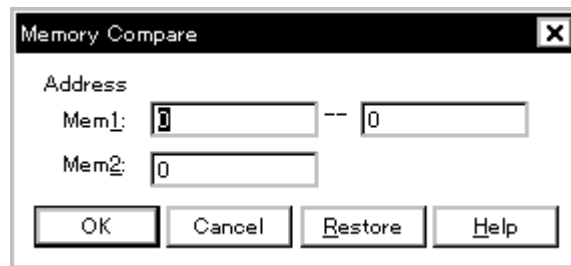 Memory Compare
Address
Mem1: 0 -- 0
Mem2: 0
OK Cancel Restore Help